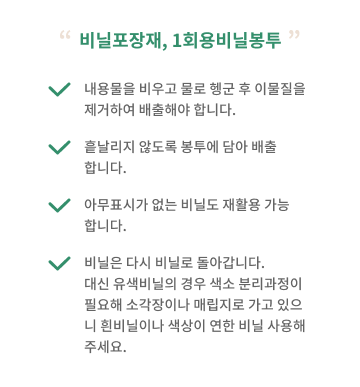 “ 비닐포장재, 1회용비닐봉투 ”
내용물을 비우고 물로 헹군 후 이물질을
제거하여 배출해야 합니다.
흩날리지 않도록 봉투에 담아 배출
합니다.
아무표시가 없는 비닐도 재활용 가능
합니다.
비닐은 다시 비닐로 돌아갑니다.
대신 유색비닐의 경우 색소 분리과정이
필요해 소각장이나 매립지로 가고 있으
니 흰비닐이나 색상이 연한 비닐 사용해
주세요.